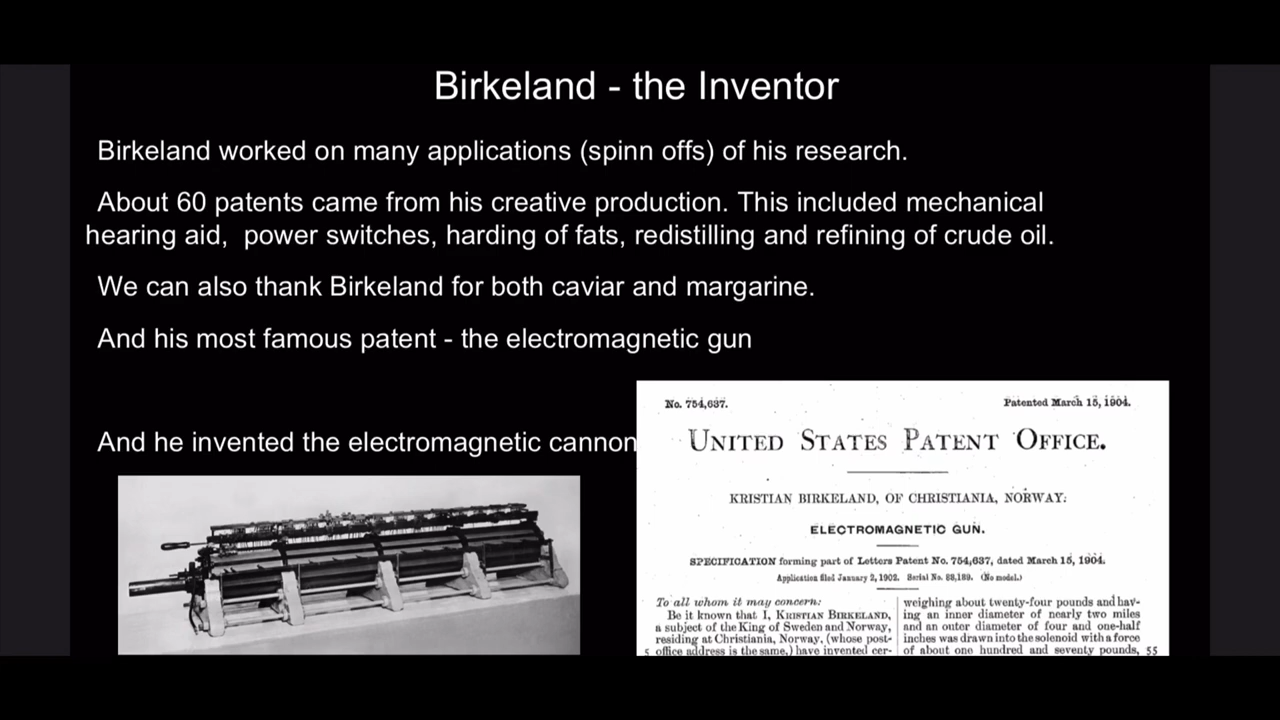 Birkeland - the Inventor
Birkeland worked on many applications (spinn offs) of his research.
About 60 patents came from his creative production. This included mechanical
hearing aid, power switches, harding of fats, redistilling and refining of crude oil.
We can also thank Birkeland for both caviar and margarine.
And his most famous patent - the electromagnetic gun
And he invented the electromagnetic cannon
No. 754,637.
Patented March 15, 1904.
UNITED STATES PATENT OFFICE.
KRISTIAN BIRKELAND, OF CHRISTIANIA, NORWAY.
ELECTROMAGNETIC GUN.
SPECIFICATION forming part of Letters Patent No. 754,637, dated March 15, 1904.
Application filed January 2, 1902. Serial No. 88,189. (No model.)
To all whom it may concern:
Be it known that I, KRISTIAN BIRKELAND,
a subject of the King of Sweden and Norway,
residing at Christiania, Norway, (whose post-
5 office address is the same,) have invented cer-
weighing about twenty-four pounds and hav-
ing an inner diameter of nearly two miles
and an outer diameter of four and one-half
inches was drawn into the solenoid with a force
of about one hundred and seventy pounds, 55